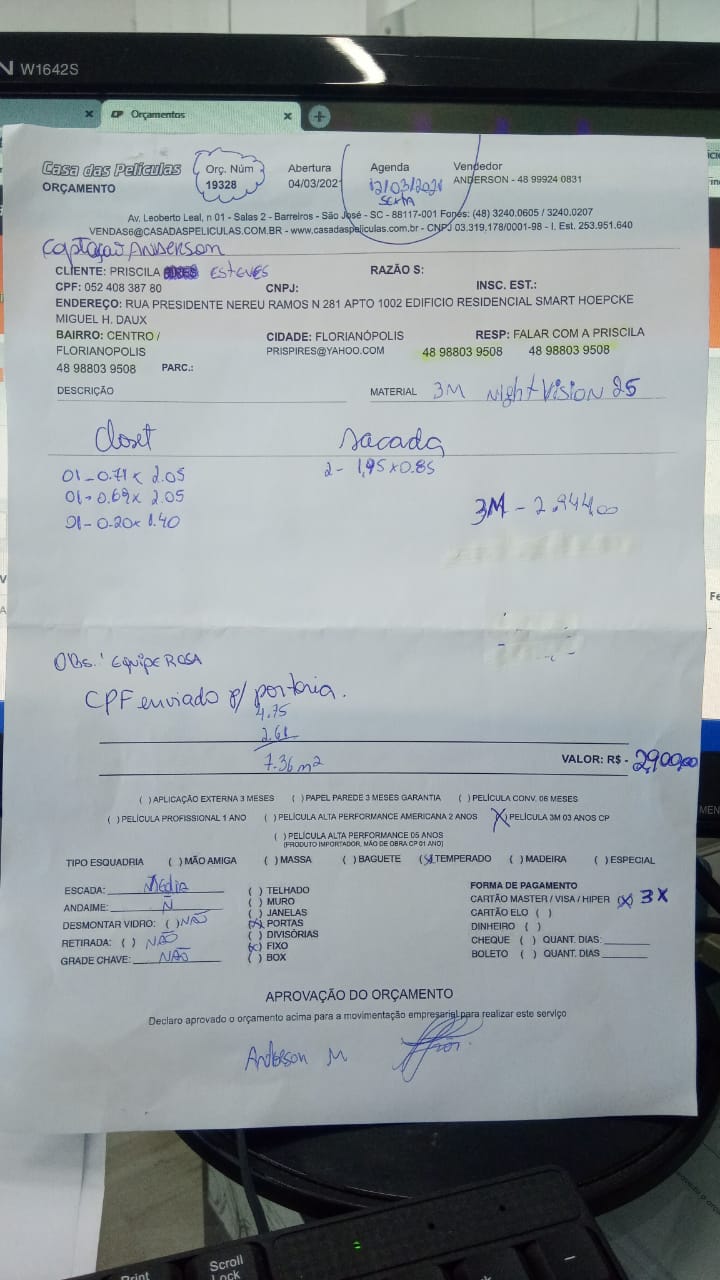 N W1642S
Orçamentos
Casa das Películas Orç. Núm Abertura Agenda Vendedor
ORÇAMENTO 19328 04/03/202 12/03/2021 ANDERSON - 48 99924 0831
sexta
Av. Leoberto Leal, n 01 - Salas 2 - Barreiros - São José - SC - 88117-001 Fones: (48) 3240.0605 / 3240.0207
VENDAS6@CASADASPELICULAS.COM.BR - www.casadaspeliculas.com.br - CNPJ 03.319.178/0001-98 - I. Est. 253.951.640
Captação Anderson
CLIENTE: PRISCILA ESTEVES RAZÃO S:
CPF: 052 408 387 80 CNPJ: INSC. EST.:
ENDEREÇO: RUA PRESIDENTE NEREU RAMOS N 281 APTO 1002 EDIFICIO RESIDENCIAL SMART HOEPCKE
MIGUEL H. DAUX
BAIRRO: CENTRO / CIDADE: FLORIANÓPOLIS RESP: FALAR COM A PRISCILA
FLORIANOPOLIS PRISPIRES@YAHOO.COM 48 98803 9508 48 98803 9508
48 98803 9508 PARC.:
DESCRIÇÃO MATERIAL 3M Night Vision 25
Closet sacada
01-0.71x 2.05 2- 1,95x0.85
01-0.69x 2.05
01-0.20x 1.40
3M - 2.944,00
Obs.: Equipe ROSA
CPF enviado p/ portaria.
4.75
2.61
7.36m²
VALOR: R$ - 2,900,00
( ) APLICAÇÃO EXTERNA 3 MESES ( ) PAPEL PAREDE 3 MESES GARANTIA ( ) PELÍCULA CONV. 06 MESES
( ) PELÍCULA PROFISSIONAL 1 ANO ( ) PELÍCULA ALTA PERFORMANCE AMERICANA 2 ANOS (X) PELÍCULA 3M 03 ANOS CP
( ) PELÍCULA ALTA PERFORMANCE 05 ANOS
(PRODUTO IMPORTADOR, MÃO DE OBRA CP 01 ANO)
TIPO ESQUADRIA ( ) MÃO AMIGA ( ) MASSA ( ) BAGUETE (x) TEMPERADO ( ) MADEIRA ( ) ESPECIAL
ESCADA: Média ( ) TELHADO FORMA DE PAGAMENTO
ANDAIME: Ñ ( ) MURO CARTÃO MASTER / VISA / HIPER (x) 3X
DESMONTAR VIDRO: ( ) NÃO ( ) JANELAS CARTÃO ELO ( )
RETIRADA: ( ) NÃO (x) PORTAS DINHEIRO ( )
GRADE CHAVE: NÃO ( ) DIVISÓRIAS CHEQUE ( ) QUANT. DIAS:
(x) FIXO BOLETO ( ) QUANT. DIAS
( ) BOX
APROVAÇÃO DO ORÇAMENTO
Declaro aprovado o orçamento acima para a movimentação empresarial para realizar este serviço
Anderson M
Print
Scroll
Lock